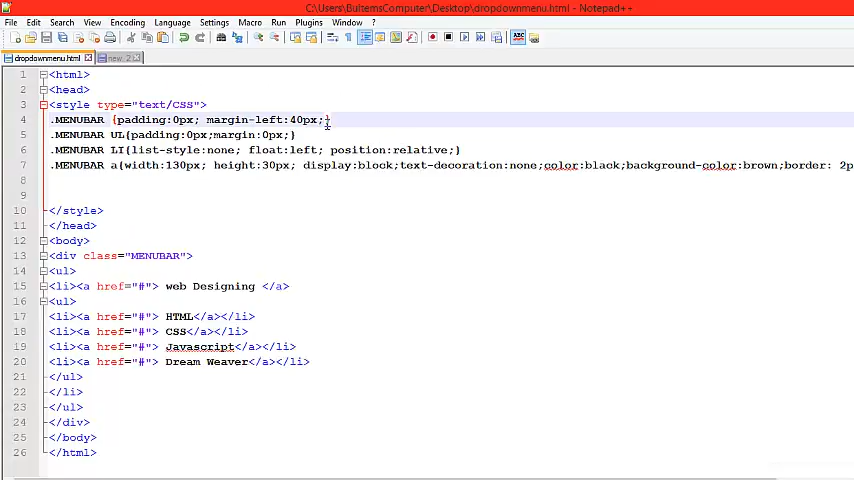 C:\Users\BultemsComputer\Desktop\dropdownmenu.html - Notepad++
File Edit Search View Encoding Language Settings Macro Run Plugins Window ?
dropdownmenu.html new 2
1 <html>
2 <head>
3 <style type="text/CSS">
4 .MENUBAR {padding:0px; margin-left:40px;}
5 .MENUBAR UL{padding:0px;margin:0px;}
6 .MENUBAR LI{list-style:none; float:left; position:relative;}
7 .MENUBAR a{width:130px; height:30px; display:block;text-decoration:none;color:black;background-color:brown;border: 2p
8
9
10 </style>
11 </head>
12 <body>
13 <div class="MENUBAR">
14 <ul>
15 <li><a href="#"> web Designing </a>
16 <ul>
17 <li><a href="#"> HTML</a></li>
18 <li><a href="#"> CSS</a></li>
19 <li><a href="#"> Javascript</a></li>
20 <li><a href="#"> Dream Weaver</a></li>
21 </ul>
22 </li>
23 </ul>
24 </div>
25 </body>
26 </html>